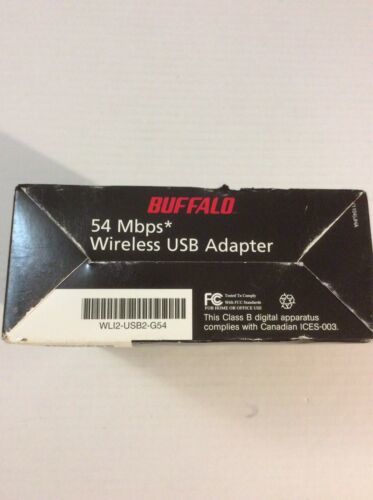 BUFFALO
54 Mbps*
Wireless USB Adapter
WLI2-USB2-G54
FC Tested To Comply
With FCC Standards
FOR HOME OR OFFICE USE
This Class B digital apparatus
complies with Canadian ICES-003.